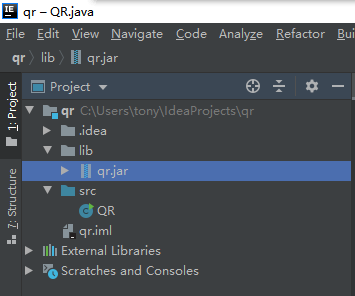 IE qr – QR.java
File Edit View Navigate Code Analyze Refactor Bui
qr lib qr.jar
Project
1: Project
qr C:\Users\tony\IdeaProjects\qr
.idea
lib
qr.jar
src
QR
qr.iml
7: Structure
External Libraries
Scratches and Consoles